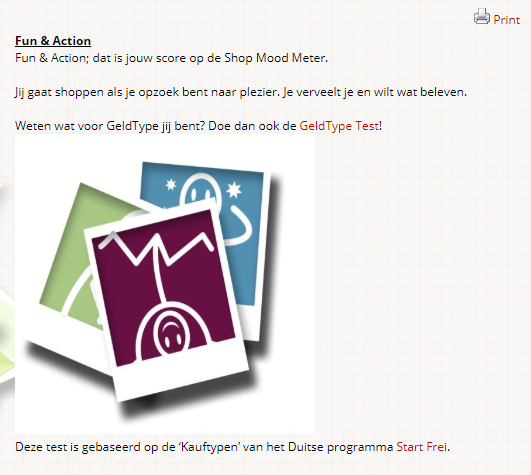 Print
Fun & Action
Fun & Action; dat is jouw score op de Shop Mood Meter.
Jij gaat shoppen als je opzoek bent naar plezier. Je verveelt je en wilt wat beleven.
Weten wat voor GeldType jij bent? Doe dan ook de GeldType Test!
Deze test is gebaseerd op de ‘Kauftypen’ van het Duitse programma Start Frei.